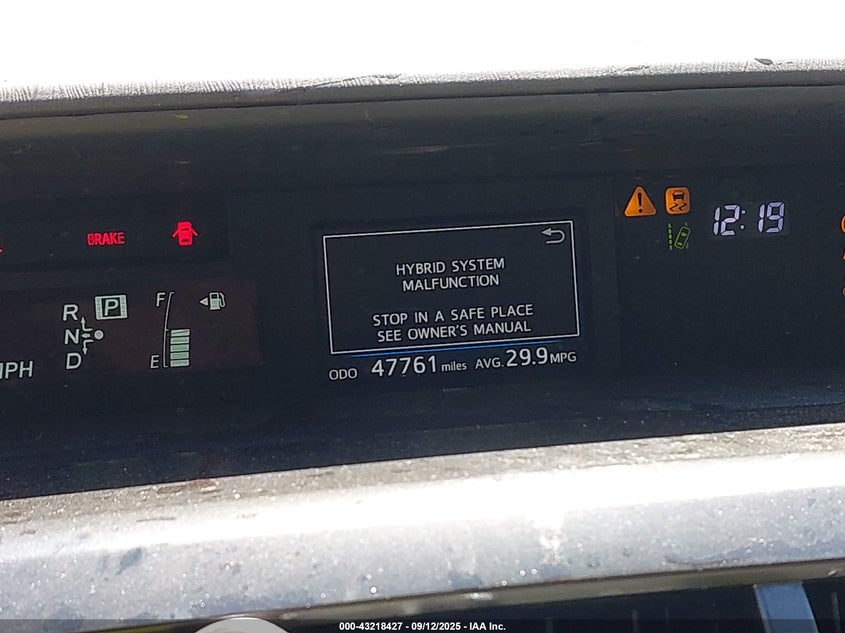 BRAKE
12:19
HYBRID SYSTEM
MALFUNCTION
STOP IN A SAFE PLACE
SEE OWNER'S MANUAL
R P
N
D
F
E
MPH
ODO 47761 miles AVG. 29.9 MPG
000-43218427 - 09/12/2025 - IAA Inc.